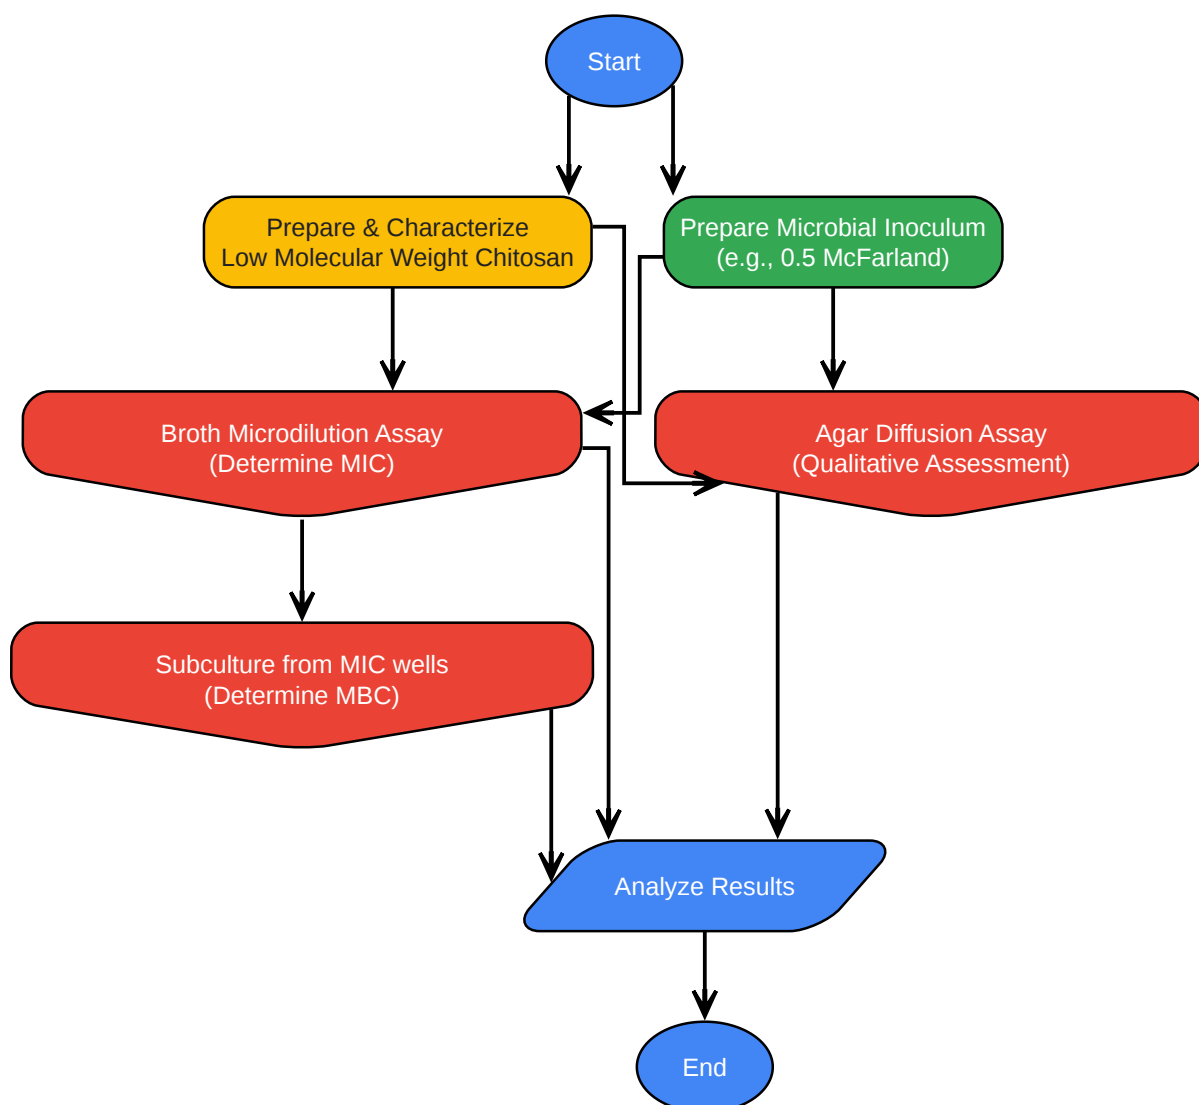 Start
Prepare & Characterize
Low Molecular Weight Chitosan
Prepare Microbial Inoculum
(e.g., 0.5 McFarland)
Broth Microdilution Assay
(Determine MIC)
Agar Diffusion Assay
(Qualitative Assessment)
Subculture from MIC wells
(Determine MBC)
Analyze Results
End